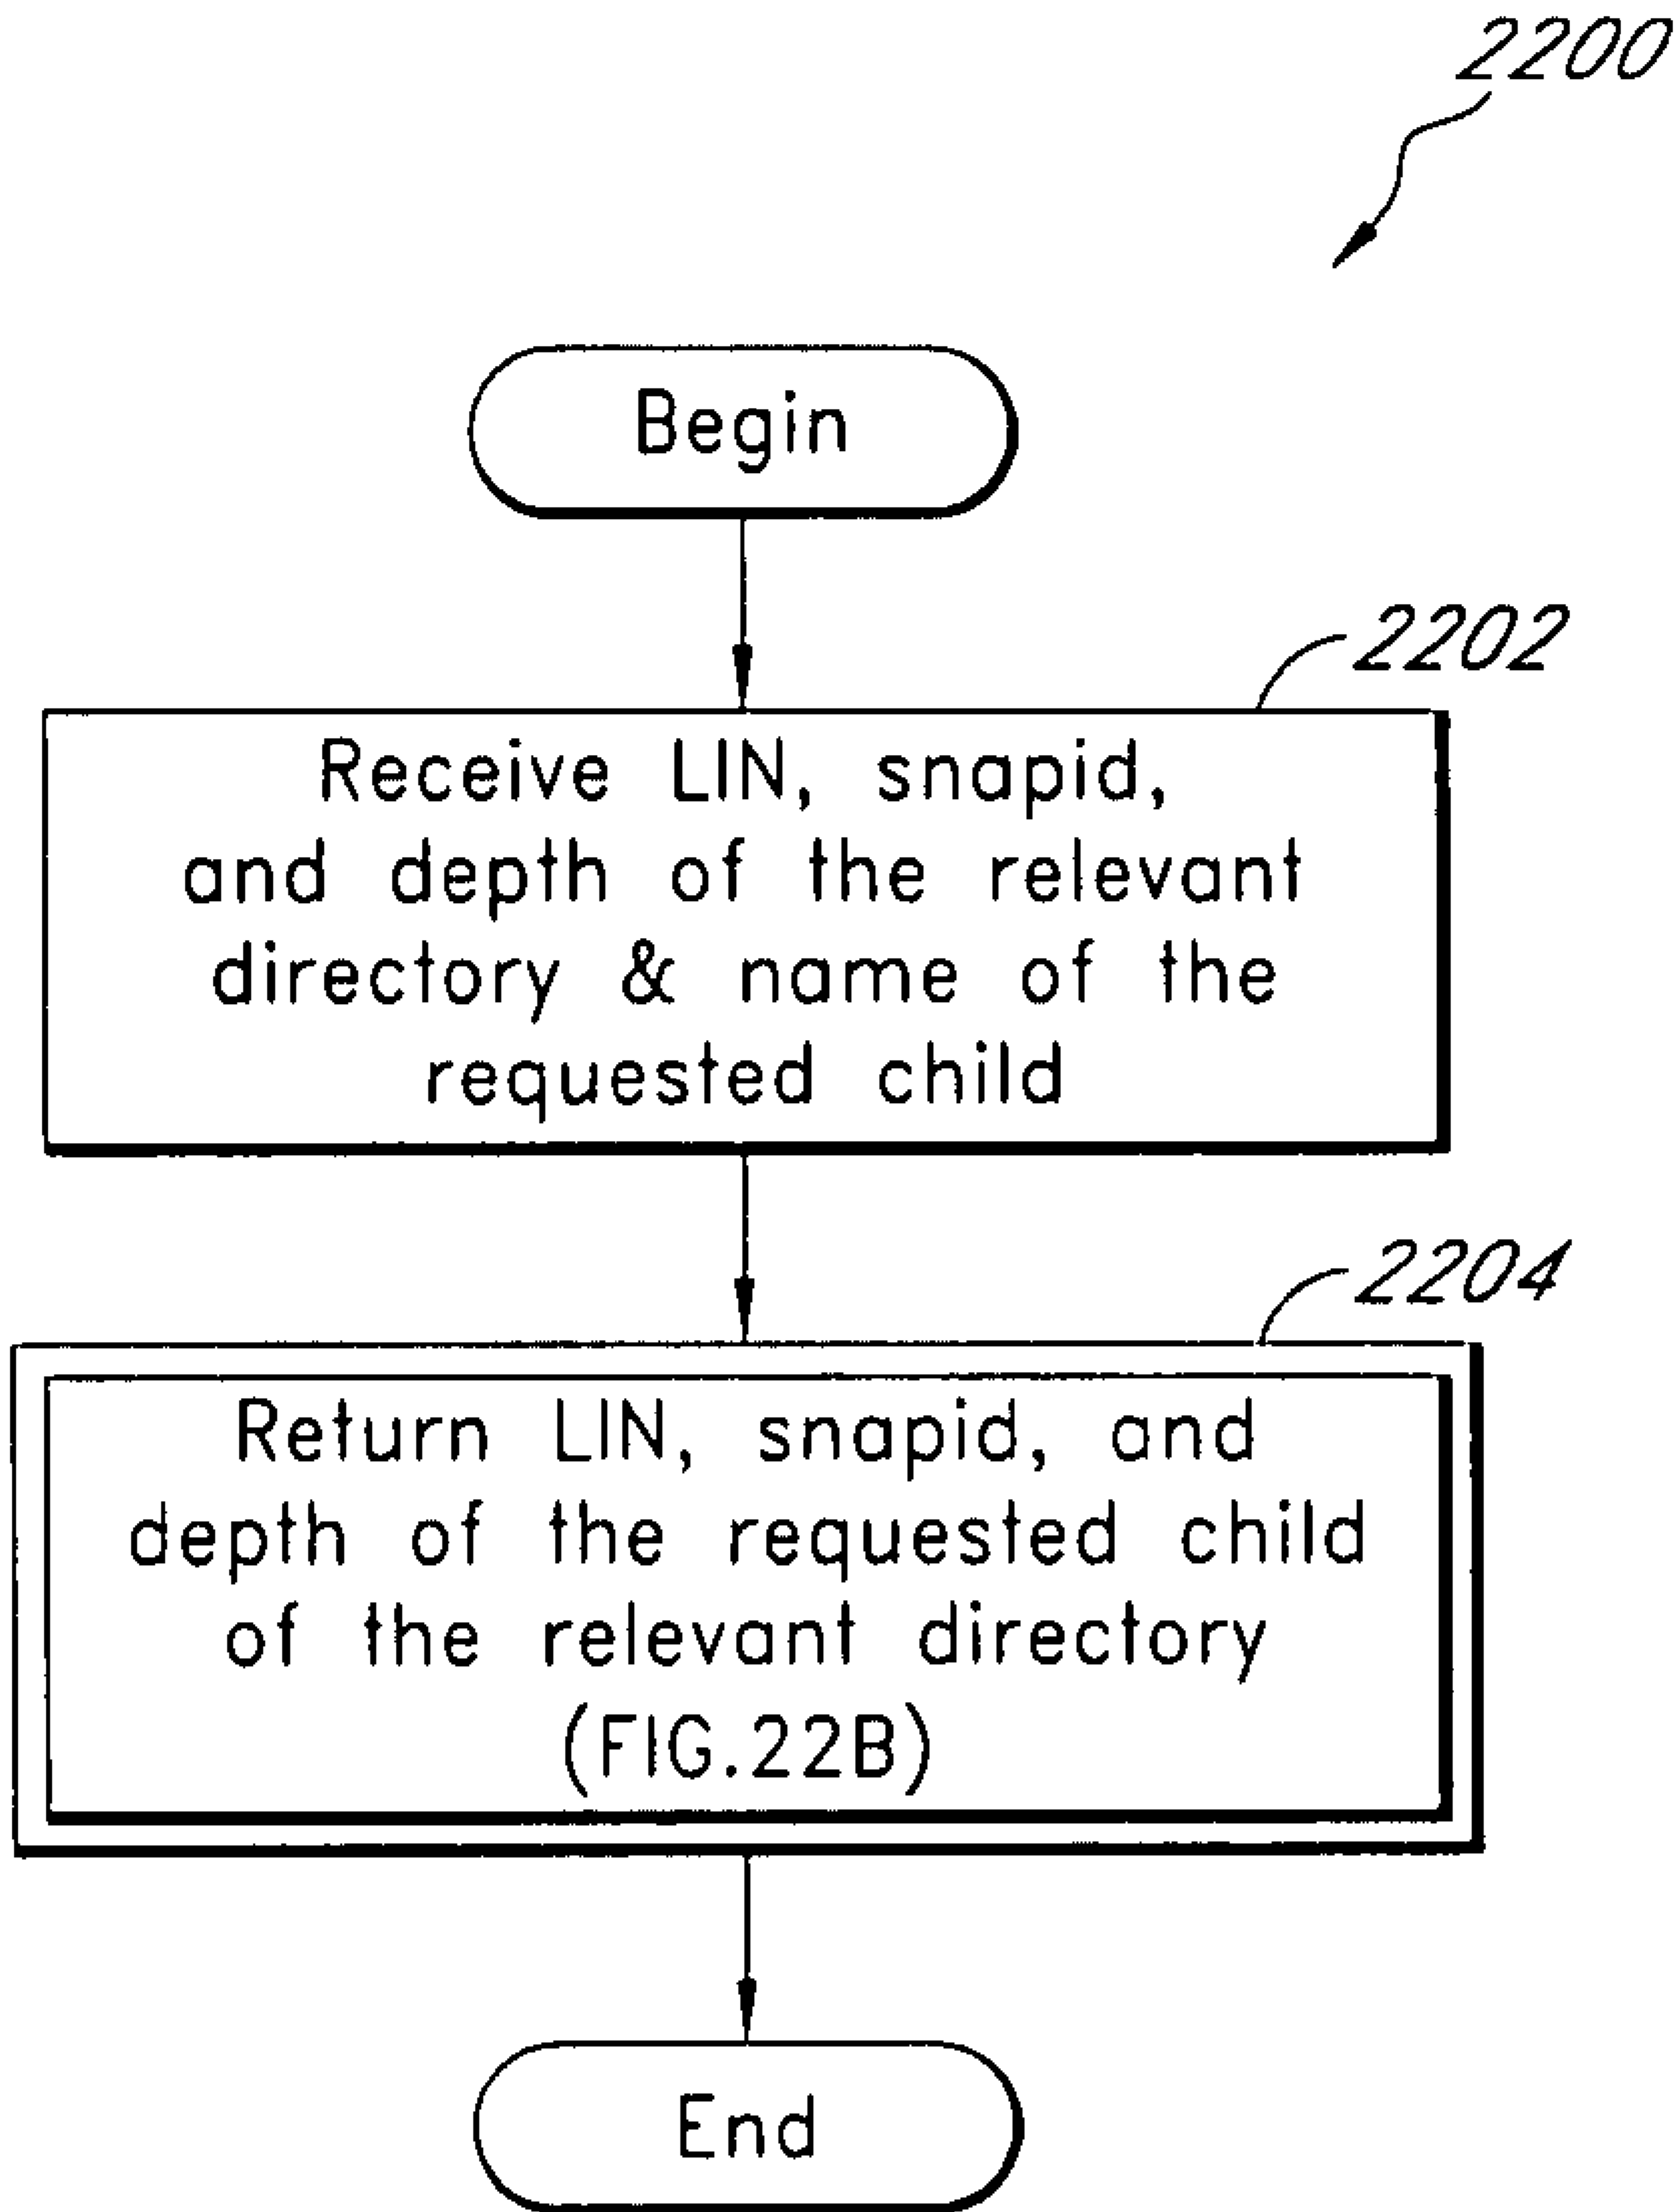 2200
Begin
2202
Receive LIN, snapid,
and depth of the relevant
directory & name of the
requested child
2204
Return LIN, snapid, and
depth of the requested child
of the relevant directory
(FIG.22B)
End